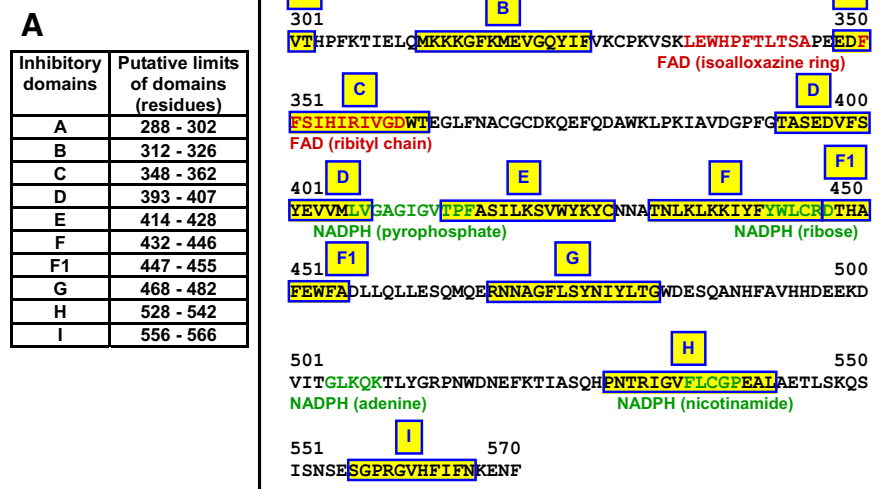 A
Inhibitory domains
Putative limits of domains (residues)
A 288 - 302
B 312 - 326
C 348 - 362
D 393 - 407
E 414 - 428
F 432 - 446
F1 447 - 455
G 468 - 482
H 528 - 542
I 556 - 566
B
301 350
VTHPFKTIELQMKKKGFKMEVGQYIFVKCPKVSKLEWHPFTLTSAPEEDF
FAD (isoalloxazine ring)
C D
351 400
FSIHIRIVGDWTEGLFNACGCDKQEFQDAWKLPKIAVDGPFGTASEDVFS
FAD (ribityl chain)
D E F F1
401 450
YEVVMLVGAGIGVTPFASILKSVWYKYCNNATNLKLKKIYFYWLCRDTHA
NADPH (pyrophosphate) NADPH (ribose)
F1 G
451 500
FEWFADLLQLLESQMQERNNAGFLSYNIYLTGWDESQANHFAVHHDEEKD
H
501 550
VITGLKQKTLYGRPNWDNEFKTIASQHPNTRIGVFLCGPEALAETLSKQS
NADPH (adenine) NADPH (nicotinamide)
I
551 570
ISNSESGPRGVHFIFNKENF